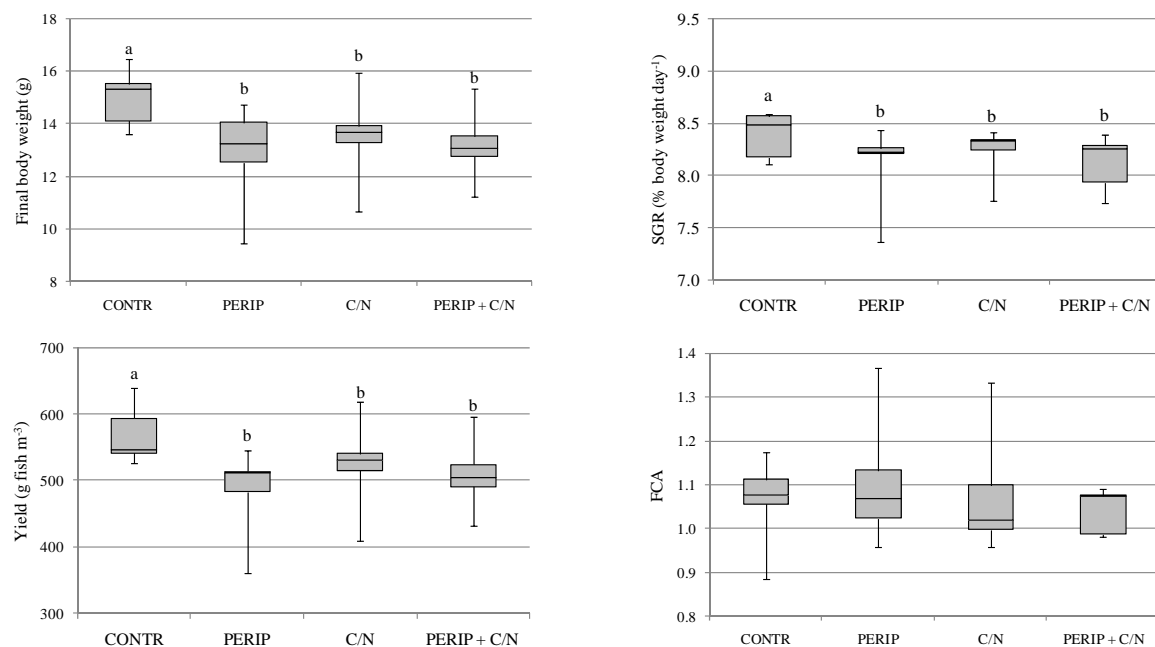 Final body weight (g)
18
16
14
12
10
8
a
b
b
b
CONTR PERIP C/N PERIP + C/N
SGR (% body weight day-1)
9.5
9.0
8.5
8.0
7.5
7.0
a
b
b
b
CONTR PERIP C/N PERIP + C/N
Yield (g fish m-3)
700
600
500
400
300
a
b
b
b
CONTR PERIP C/N PERIP + C/N
FCA
1.4
1.3
1.2
1.1
1.0
0.9
0.8
CONTR PERIP C/N PERIP + C/N